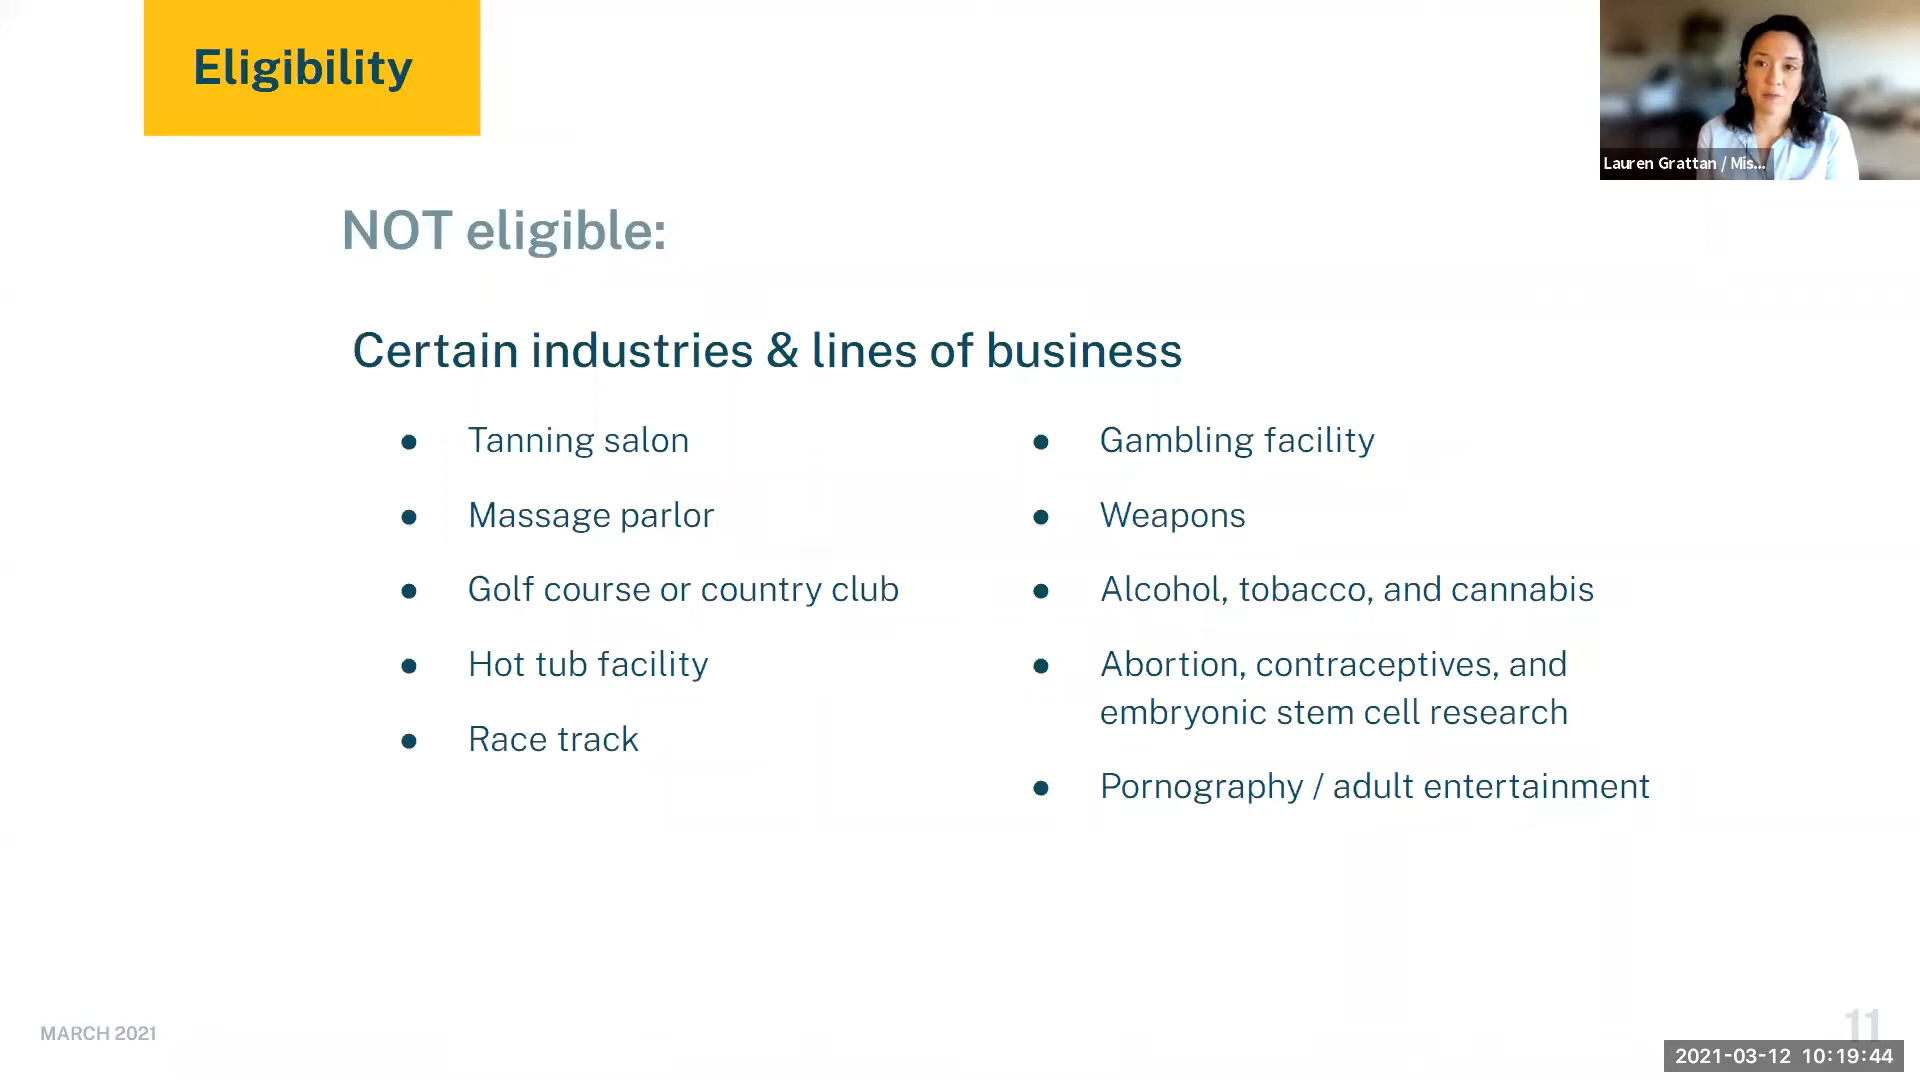 Eligibility
Lauren Grattan / Mis...
NOT eligible:
Certain industries & lines of business
● Tanning salon
● Massage parlor
● Golf course or country club
● Hot tub facility
● Race track
● Gambling facility
● Weapons
● Alcohol, tobacco, and cannabis
● Abortion, contraceptives, and
embryonic stem cell research
● Pornography / adult entertainment
MARCH 2021
11
2021-03-12 10:19:44